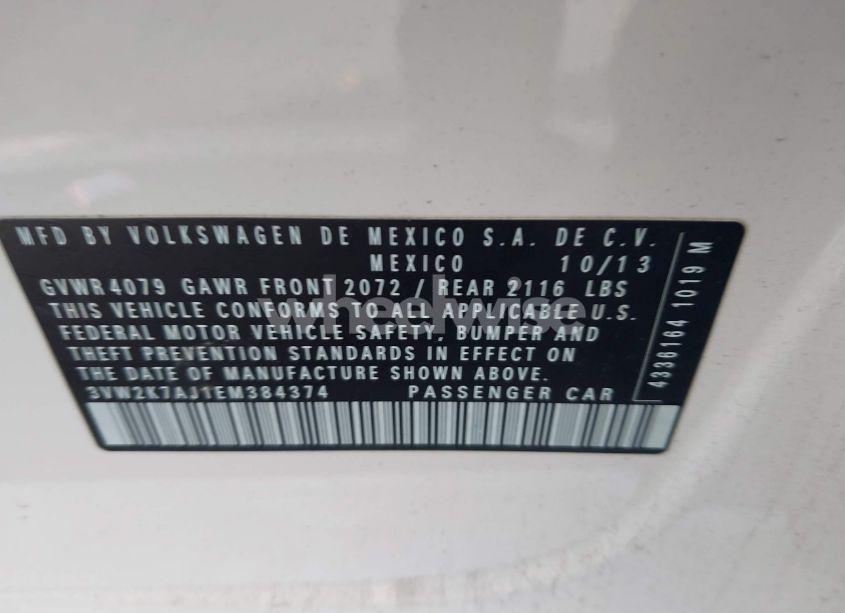 MFD BY VOLKSWAGEN DE MEXICO S.A. DE C.V.
MEXICO 10/13
GVWR 4079 GAWR FRONT 2072 / REAR 2116 LBS
THIS VEHICLE CONFORMS TO ALL APPLICABLE U.S.
FEDERAL MOTOR VEHICLE SAFETY, BUMPER AND
THEFT PREVENTION STANDARDS IN EFFECT ON
THE DATE OF MANUFACTURE SHOWN ABOVE.
3VW2K7AJ1EM384374 PASSENGER CAR
4336164 1019 M
wheelwise